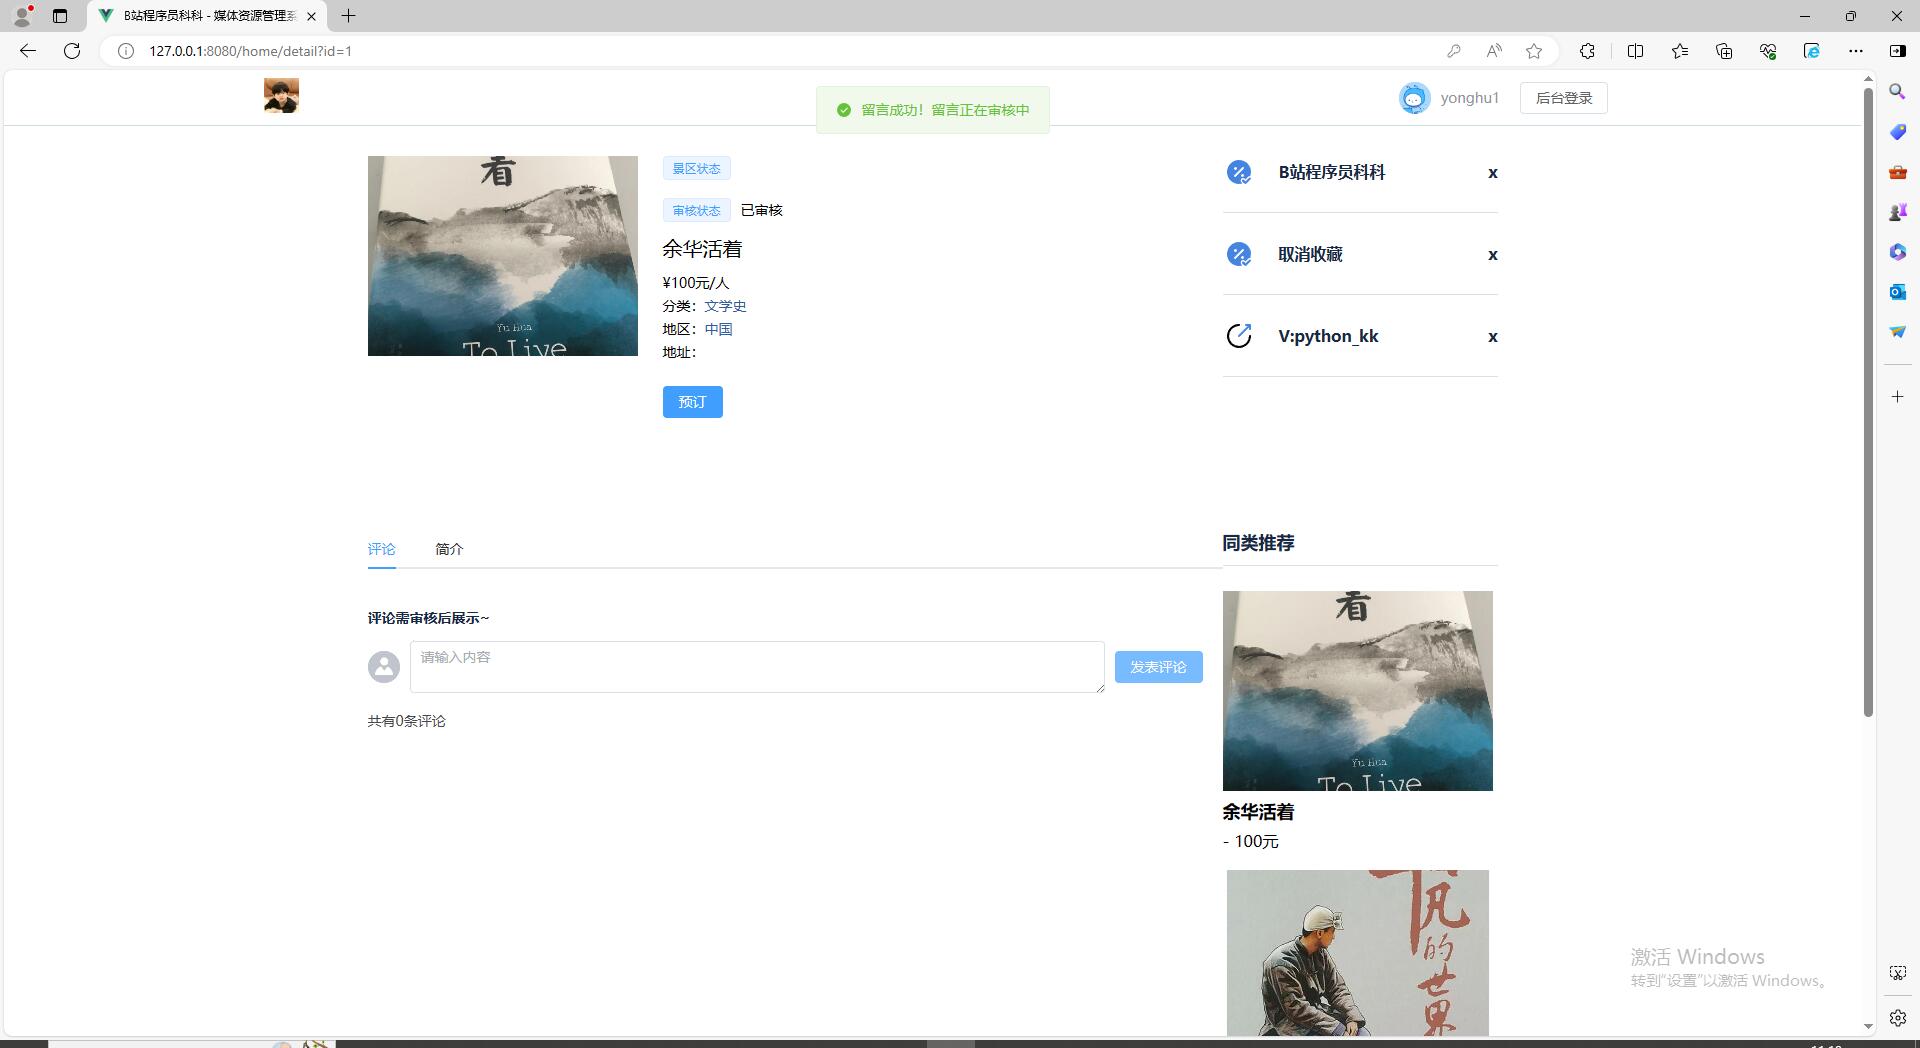 B站程序员科科 - 媒体资源管理系
127.0.0.1:8080/home/detail?id=1
留言成功！留言正在审核中
yonghu1
后台登录
看
Yu Hua
To Live
景区状态
审核状态 已审核
余华活着
¥100元/人
分类：文学史
地区：中国
地址：
预订
B站程序员科科 x
取消收藏 x
V:python_kk x
评论 简介
评论需审核后展示~
请输入内容
发表评论
共有0条评论
同类推荐
看
Yu Hua
To Live
余华活着
- 100元
凡
的
世
界
激活 Windows
转到"设置"以激活 Windows。